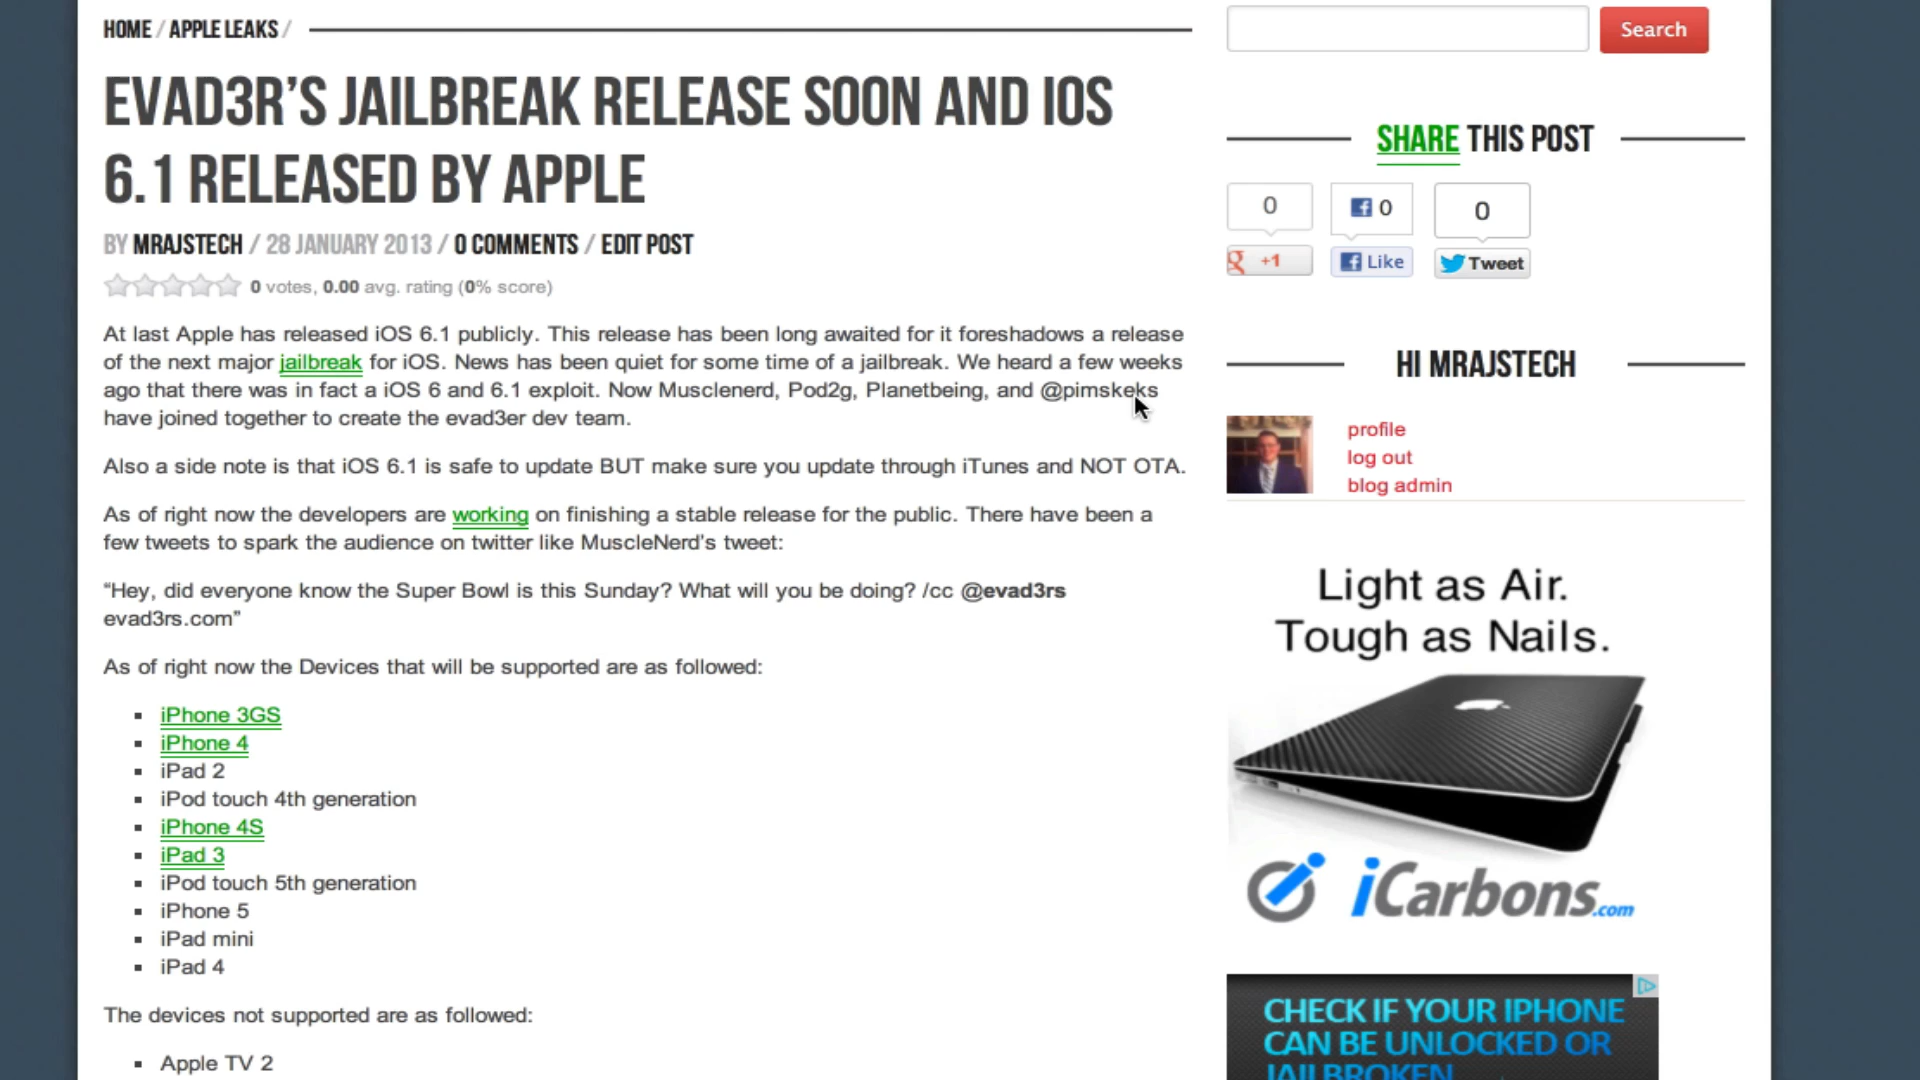 HOME / APPLE LEAKS /
EVAD3R’S JAILBREAK RELEASE SOON AND IOS
6.1 RELEASED BY APPLE
BY MRAJSTECH / 28 JANUARY 2013 / 0 COMMENTS / EDIT POST
0 votes, 0.00 avg. rating (0% score)
At last Apple has released iOS 6.1 publicly. This release has been long awaited for it foreshadows a release
of the next major jailbreak for iOS. News has been quiet for some time of a jailbreak. We heard a few weeks
ago that there was in fact a iOS 6 and 6.1 exploit. Now Musclenerd, Pod2g, Planetbeing, and @pimskeks
have joined together to create the evad3er dev team.
Also a side note is that iOS 6.1 is safe to update BUT make sure you update through iTunes and NOT OTA.
As of right now the developers are working on finishing a stable release for the public. There have been a
few tweets to spark the audience on twitter like MuscleNerd’s tweet:
“Hey, did everyone know the Super Bowl is this Sunday? What will you be doing? /cc @evad3rs
evad3rs.com”
As of right now the Devices that will be supported are as followed:
iPhone 3GS
iPhone 4
iPad 2
iPod touch 4th generation
iPhone 4S
iPad 3
iPod touch 5th generation
iPhone 5
iPad mini
iPad 4
The devices not supported are as followed:
Apple TV 2
Search
SHARE THIS POST
0 0 0
+1 Like Tweet
HI MRAJSTECH
profile
log out
blog admin
Light as Air.
Tough as Nails.
iCarbons.com
CHECK IF YOUR IPHONE
CAN BE UNLOCKED OR
JAILBROKEN